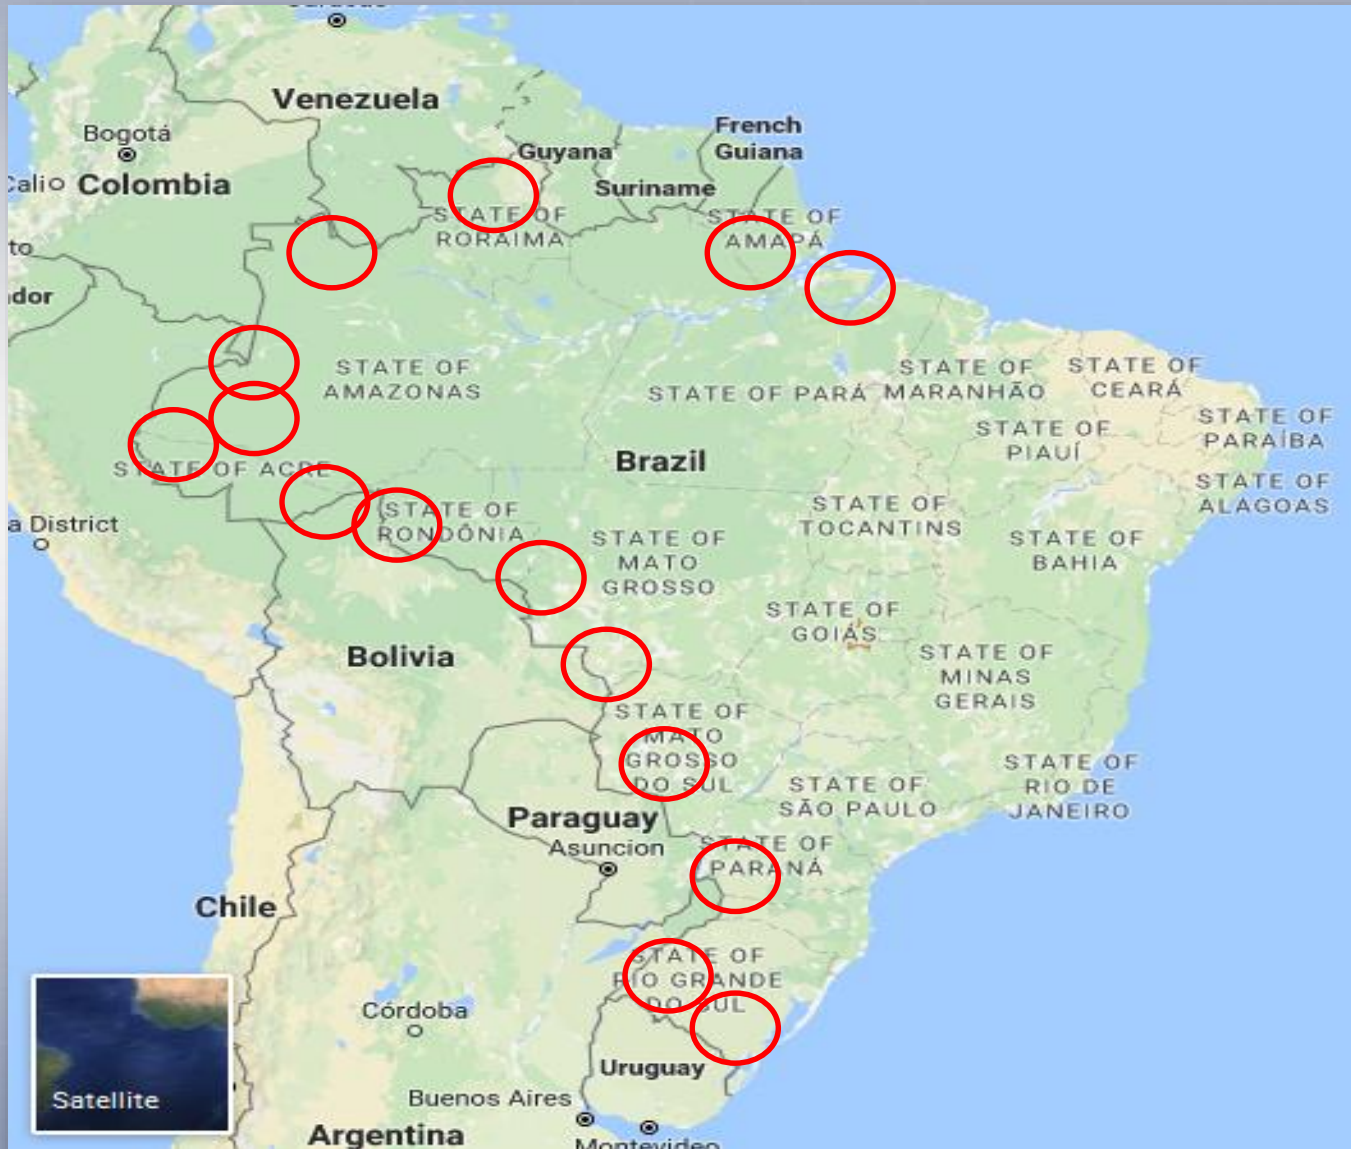 Venezuela
Bogotá
French
Guiana
Guyana
Colombia
Suriname
STATE OF
RORAIMA
STATE OF
AMAPÁ
STATE OF
AMAZONAS
STATE OF PARÁ
STATE OF
MARANHÃO
STATE OF
CEARÁ
STATE OF
PIAUÍ
STATE OF
PARAÍBA
STATE OF ACRE
Brazil
STATE OF
ALAGOAS
STATE OF
RONDÔNIA
STATE OF
TOCANTINS
a District
STATE OF
MATO
GROSSO
STATE OF
BAHIA
STATE OF
GOIÁS
Bolivia
STATE OF
MINAS
GERAIS
STATE OF
MATO
GROSSO
DO SUL
STATE OF
SÃO PAULO
STATE OF
RIO DE
JANEIRO
Paraguay
Asuncion
STATE OF
PARANÁ
Chile
STATE OF
RIO GRANDE
DO SUL
Córdoba
Uruguay
Buenos Aires
Argentina
Montevideo
Satellite